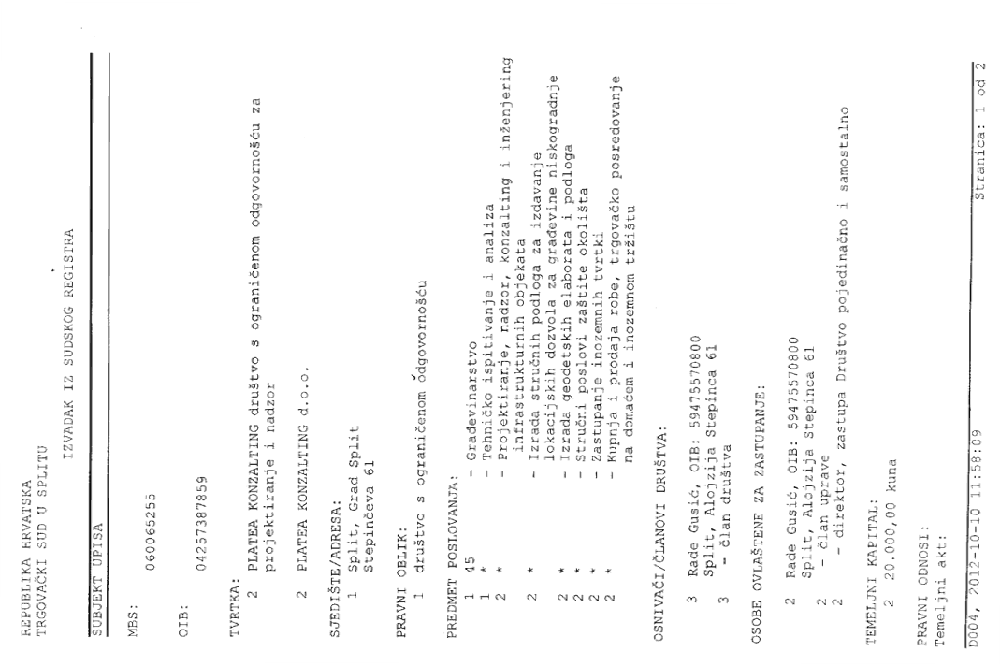 REPUBLIKA HRVATSKA
TRGOVAČKI SUD U SPLITU
IZVADAK IZ SUDSKOG REGISTRA
SUBJEKT UPISA
MBS:
060065255
OIB:
04257387859
TVRTKA:
2 PLATEA KONZALTING društvo s ograničenom odgovornošću za
projektiranje i nadzor
2 PLATEA KONZALTING d.o.o.
SJEDIŠTE/ADRESA:
1 Split, Grad Split
Stepinčeva 61
PRAVNI OBLIK:
1 društvo s ograničenom odgovornošću
PREDMET POSLOVANJA:
1 45 - Građevinarstvo
1 * - Tehničko ispitivanje i analiza
2 * - Projektiranje, nadzor, konzalting i inženjering
infrastrukturnih objekata
2 * - Izrada stručnih podloga za izdavanje
lokacijskih dozvola za građevine niskogradnje
2 * - Izrada geodetskih elaborata i podloga
2 * - Stručni poslovi zaštite okolišta
2 * - Zastupanje inozemnih tvrtki
2 * - Kupnja i prodaja robe, trgovačko posredovanje
na domaćem i inozemnom tržištu
OSNIVAČI/ČLANOVI DRUŠTVA:
3 Rade Gusić, OIB: 59475570800
Split, Alojzija Stepinca 61
3 - član društva
OSOBE OVLAŠTENE ZA ZASTUPANJE:
2 Rade Gusić, OIB: 59475570800
Split, Alojzija Stepinca 61
2 - član uprave
2 - direktor, zastupa Društvo pojedinačno i samostalno
TEMELJNI KAPITAL:
2 20.000,00 kuna
PRAVNI ODNOSI:
Temeljni akt:
D004, 2012-10-10 11:58:09 Stranica: 1 od 2